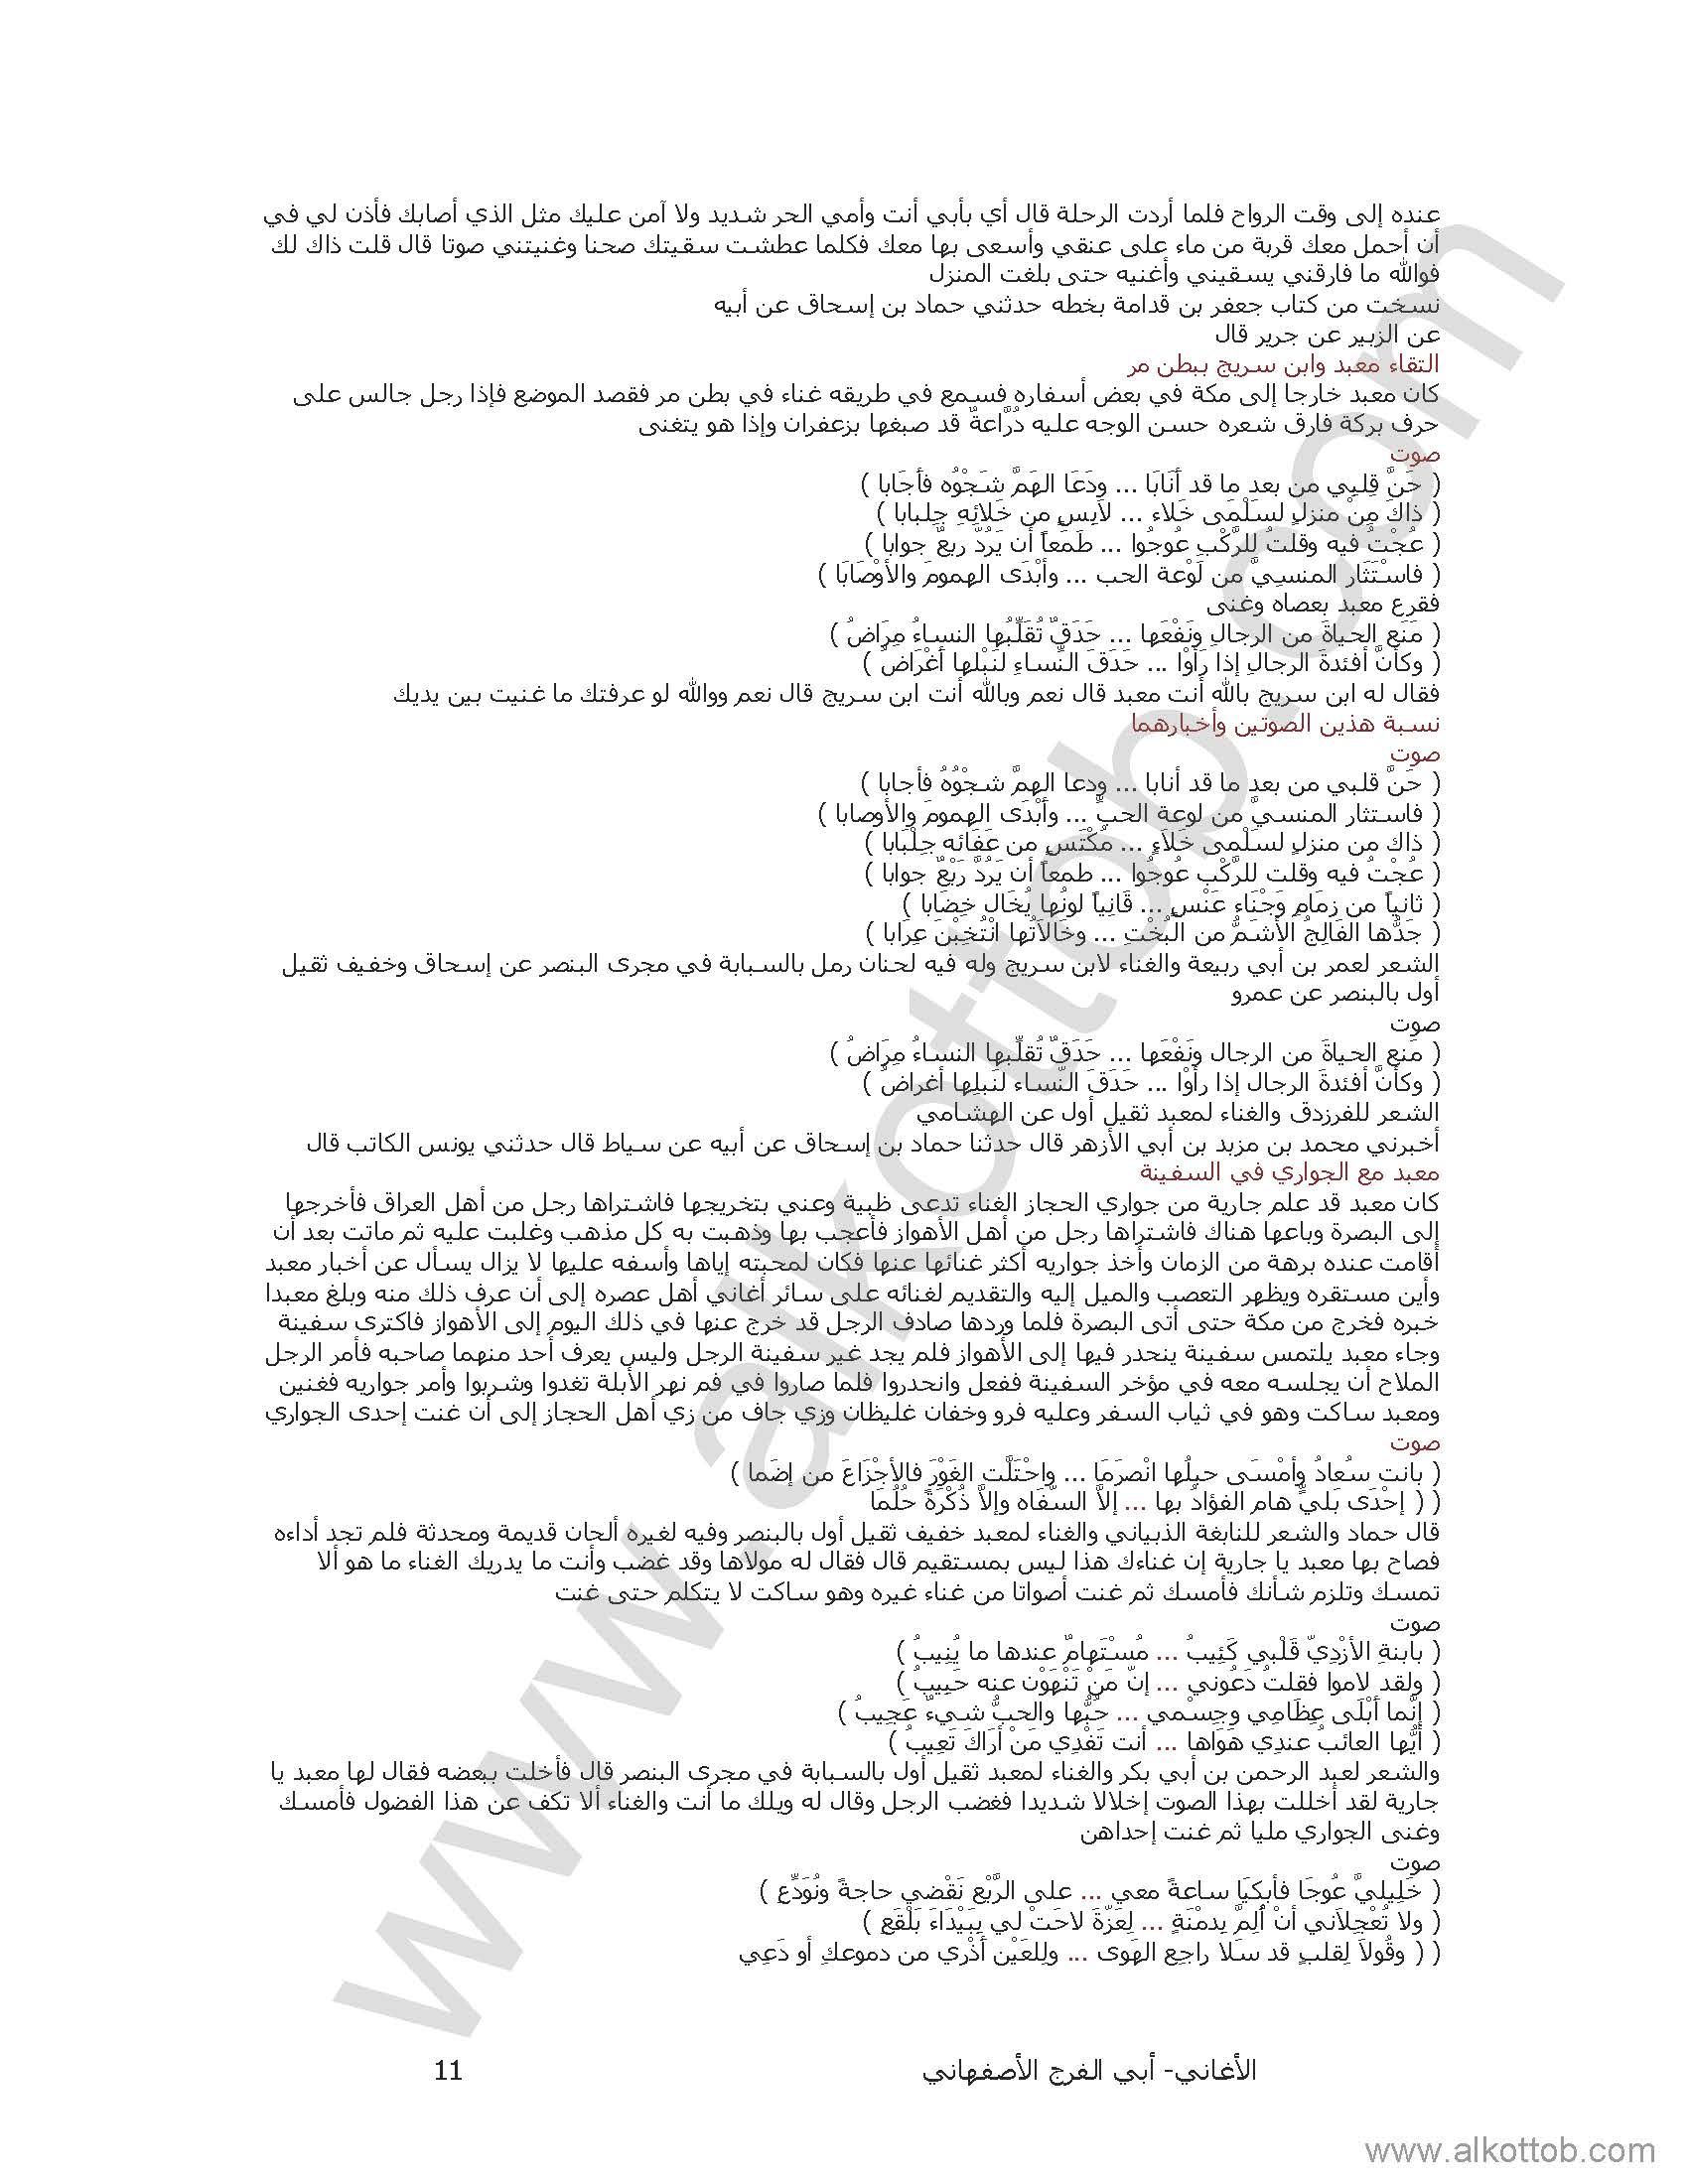 عنده إلى وقت الرواح فلما أردت الرحلة قال أي بأبي أنت وأمي الحر شديد ولا آمن عليك مثل الذي أصابك فأذن لي في
أن أحمل معك قربة من ماء على عنقي وأسعى بها معك فكلما عطشت سقيتك صحنا وغنيتني صوتا قال قلت ذاك لك
فوالله ما فارقني يسقيني وأغنيه حتى بلغت المنزل
نسخت من كتاب جعفر بن قدامة بخطه حدثني حماد بن إسحاق عن أبيه
عن الزبير عن جرير قال
التقاء معبد وابن سريج ببطن مر
كان معبد خارجا إلى مكة في بعض أسفاره فسمع في طريقه غناء في بطن مر فقصد الموضع فإذا رجل جالس على
حرف بركة فارق شعره حسن الوجه عليه دُرَّاعةٌ قد صبغها بزعفران وإذا هو يتغنى
صوت
( حَنَّ قِلبِي من بعد ما قد أَنَابَا ... ودَعَا الهَمَّ شَجْوُه فأجَابا )
( ذاكَ مِنْ منزلٍ لسَلْمَى خَلاء ... لاَبِسٍ من خَلائِهِ جِلبابا )
( عُجْتُ فيه وقلتُ لِلرَّكْبِ عُوجُوا ... طَمَعاً أن يَرُدَّ ربعٌ جوابا )
( فاسْتَثَار المنسِيَّ من لَوْعة الحب ... وأبْدَى الهمومَ والأوْصَابَا )
فقرع معبد بعصاه وغنى
( مَنَع الحياةَ من الرجالِ ونَفْعَها ... حَدَقٌ تُقَلِّبُها النساءُ مِرَاضُ )
( وكأنَّ أفئدةَ الرجالِ إذا رَأَوْا ... حَدَقَ النِّساءِ لنَبْلها أغْرَاضُ )
فقال له ابن سريج بالله أنت معبد قال نعم وبالله أنت ابن سريج قال نعم ووالله لو عرفتك ما غنيت بين يديك
نسبة هذين الصوتين وأخبارهما
صوت
( حَنَّ قلبي من بعدِ ما قد أنابا ... ودعا الهمَّ شجْوُهُ فأجابا )
( فاستثار المنسيَّ من لوعة الحبِّ ... وأَبْدَى الهمومَ والأوصابا )
( ذاك من منزلٍ لسَلْمى خَلاَءٍ ... مُكْتَسٍ من عَفَائه جِلْبَابا )
( عُجْتُ فيه وقلت للرَّكْب عُوجُوا ... طمعاً أن يَرُدَّ رَبْعٌ جوابا )
( ثانياً من زِمَامِ وَجْنَاءِ عَنْسٍ ... قَانِياً لونُها يُخَال خِضَابا )
( جَدُّها الفَالِجُ الأشَمُّ من البُخْتِ ... وخَالاَتُها انْتُخِبْنَ عِرَابا )
الشعر لعمر بن أبي ربيعة والغناء لابن سريج وله فيه لحنان رمل بالسبابة في مجرى البنصر عن إسحاق وخفيف ثقيل
أول بالبنصر عن عمرو
صوت
( مَنع الحياةَ من الرجال ونَفْعَها ... حَدَقٌ تُقلِّبها النساءُ مِرَاضُ )
( وكأنَّ أفئدةَ الرجال إذا رأوْا ... حَدَقَ النّساء لنَبلِها أغراضُ )
الشعر للفرزدق والغناء لمعبد ثقيل أول عن الهشامي
أخبرني محمد بن مزيد بن أبي الأزهر قال حدثنا حماد بن إسحاق عن أبيه عن سياط قال حدثني يونس الكاتب قال
معبد مع الجواري في السفينة
كان معبد قد علم جارية من جواري الحجاز الغناء تدعى ظبية وعني بتخريجها فاشتراها رجل من أهل العراق فأخرجها
إلى البصرة وباعها هناك فاشتراها رجل من أهل الأهواز فأعجب بها وذهبت به كل مذهب وغلبت عليه ثم ماتت بعد أن
أقامت عنده برهة من الزمان وأخذ جواريه أكثر غنائها عنها فكان لمحبته إياها وأسفه عليها لا يزال يسأل عن أخبار معبد
وأين مستقره ويظهر التعصب والميل إليه والتقديم لغنائه على سائر أغاني أهل عصره إلى أن عرف ذلك منه وبلغ معبدا
خبره فخرج من مكة حتى أتى البصرة فلما وردها صادف الرجل قد خرج عنها في ذلك اليوم إلى الأهواز فاكترى سفينة
وجاء معبد يلتمس سفينة ينحدر فيها إلى الأهواز فلم يجد غير سفينة الرجل وليس يعرف أحد منهما صاحبه فأمر الرجل
الملاح أن يجلسه معه في مؤخر السفينة ففعل وانحدروا فلما صاروا في فم نهر الأبلة تغدوا وشربوا وأمر جواريه فغنين
ومعبد ساكت وهو في ثياب السفر وعليه فرو وخفان غليظان وزي جاف من زي أهل الحجاز إلى أن غنت إحدى الجواري
صوت
( بانت سُعادُ وأمْسَى حبلُها انْصرَمَا ... واحْتَلَّت الغَوْرَ فالأجْزَاعَ من إضَما )
( ( إحْدَى بَليٍّ هام الفؤادُ بها ... إلاَّ السّفَاه وإلاَّ ذُكْرَةً حُلُمَا
قال حماد والشعر للنابغة الذبياني والغناء لمعبد خفيف ثقيل أول بالبنصر وفيه لغيره ألحان قديمة ومحدثة فلم تجد أداءه
فصاح بها معبد يا جارية إن غناءك هذا ليس بمستقيم قال فقال له مولاها وقد غضب وأنت ما يدريك الغناء ما هو ألا
تمسك وتلزم شأنك فأمسك ثم غنت أصواتا من غناء غيره وهو ساكت لا يتكلم حتى غنت
صوت
( بابنةِ الأزْدِيّ قَلْبي كَئِيبُ ... مُسْتَهامٌ عندها ما يُنِيبُ )
( ولقد لاموا فقلتُ دَعُوني ... إنّ مَنْ تَنْهَوْن عنه حَبِيبُ )
( إنَّما أَبْلَى عِظَامِي وجِسْمي ... حُبُّها والحبُّ شيءٌ عَجِيبُ )
( أيُّها العائبُ عندِي هَوَاها ... أنت تَفْدِي مَنْ أَرَاكَ تَعِيبُ )
والشعر لعبد الرحمن بن أبي بكر والغناء لمعبد ثقيل أول بالسبابة في مجرى البنصر قال فأخلت ببعضه فقال لها معبد يا
جارية لقد أخللت بهذا الصوت إخلالا شديدا فغضب الرجل وقال له ويلك ما أنت والغناء ألا تكف عن هذا الفضول فأمسك
وغنى الجواري مليا ثم غنت إحداهن
صوت
( خَلِيليَّ عُوجَا فأبكِيَا ساعةً معي ... على الرَّبْع نَقْضي حاجةً ونُوَدِّعِ )
( ولا تُعْجِلاَني أنْ أُلِمَّ بِدمْنَةٍ ... لِعَزّةَ لاحَتْ لي بِبَيْدَاءَ بَلْقَعِ )
( ( وقُولاَ لِقلبٍ قد سَلا راجِع الهَوى ... ولِلعَيْن أَذْري من دموعكِ أو دَعِي
الأغاني- أبي الفرج الأصفهاني 11
www.alkottob.com
www.alkottob.com